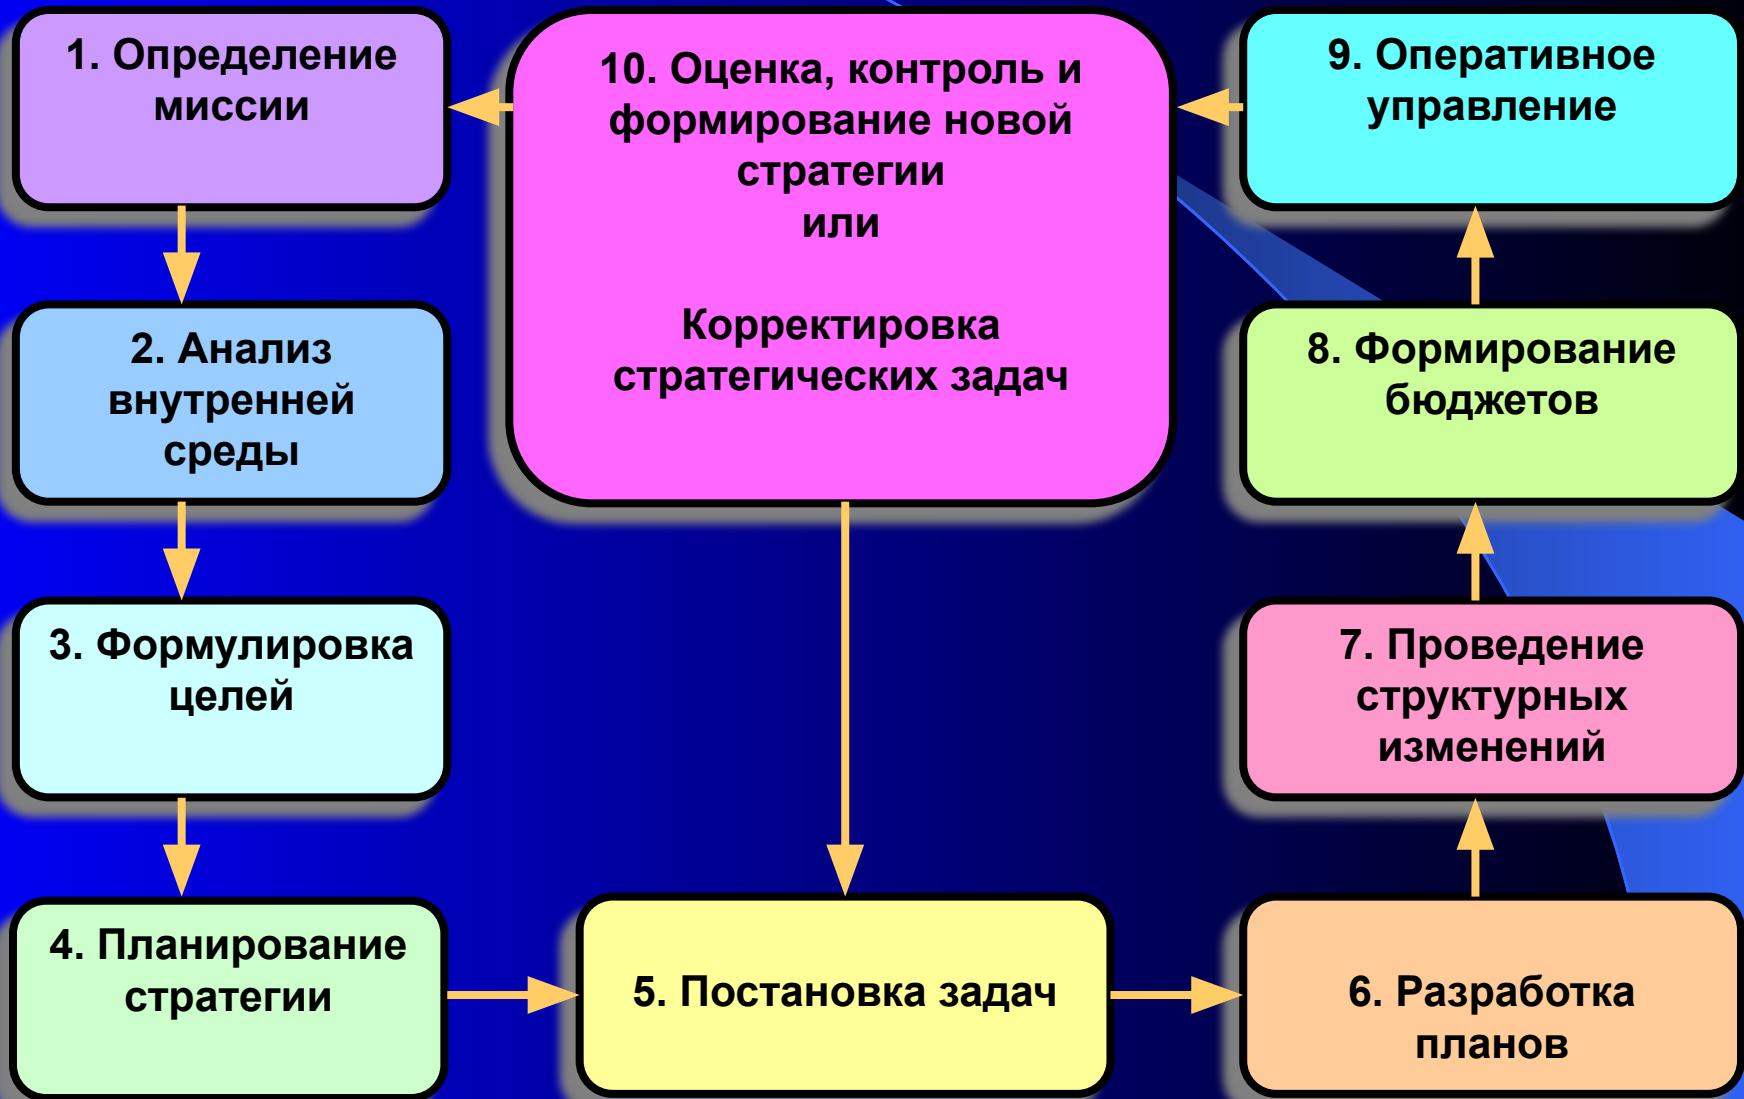 1. Определение
миссии
10. Оценка, контроль и
формирование новой
стратегии
или
Корректировка
стратегических задач
9. Оперативное
управление
2. Анализ
внутренней
среды
8. Формирование
бюджетов
3. Формулировка
целей
7. Проведение
структурных
изменений
4. Планирование
стратегии
5. Постановка задач
6. Разработка
планов